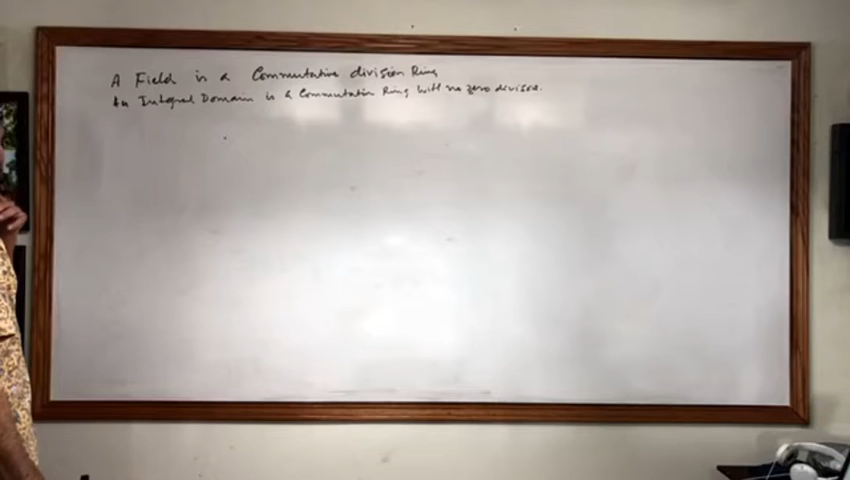 A Field is a Commutative division Ring
An Integral Domain is a Commutative Ring with no zero divisors.